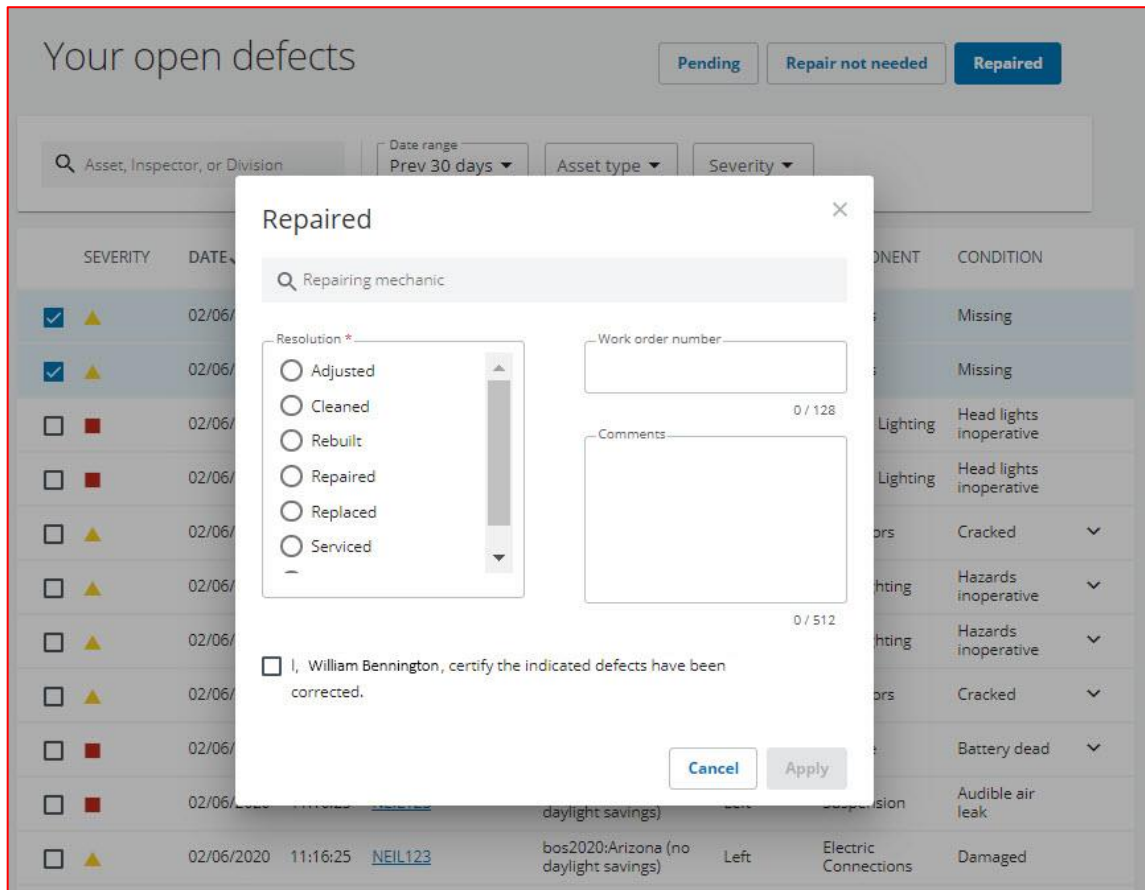 Your open defects
Pending
Repair not needed
Repaired
Asset, Inspector, or Division
Date range
Prev 30 days
Asset type
Severity
SEVERITY
DATE
CONDITION
02/06/
Missing
02/06/
Missing
02/06/
Lighting
Head lights
inoperative
02/06/
Lighting
Head lights
inoperative
02/06/
Cracked
02/06/
Hazards
inoperative
02/06/
Hazards
inoperative
02/06/
Cracked
02/06/
Battery dead
Audible air
leak
daylight savings)
Left
02/06/2020
11:16:25
NEIL123
bos2020:Arizona (no
daylight savings)
Left
Electric
Connections
Damaged
Repaired
Repairing mechanic
Resolution *
Adjusted
Cleaned
Rebuilt
Repaired
Replaced
Serviced
Work order number
0 / 128
Comments
0 / 512
I, William Bennington, certify the indicated defects have been
corrected.
Cancel
Apply